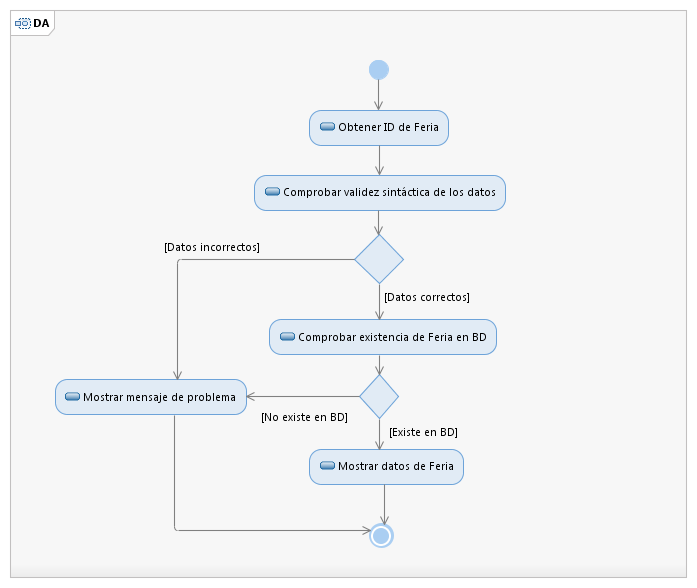 DA
Obtener ID de Feria
Comprobar validez sintáctica de los datos
[Datos incorrectos]
[Datos correctos]
Comprobar existencia de Feria en BD
Mostrar mensaje de problema
[No existe en BD]
[Existe en BD]
Mostrar datos de Feria